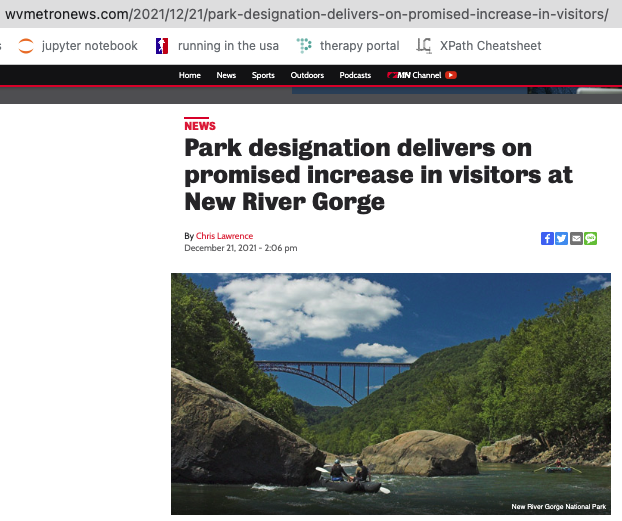 wvmetronews.com/2021/12/21/park-designation-delivers-on-promised-increase-in-visitors/
s jupyter notebook running in the usa therapy portal XPath Cheatsheet
Home News Sports Outdoors Podcasts MN Channel
NEWS
Park designation delivers on
promised increase in visitors at
New River Gorge
By Chris Lawrence
December 21, 2021 - 2:06 pm
New River Gorge National Park